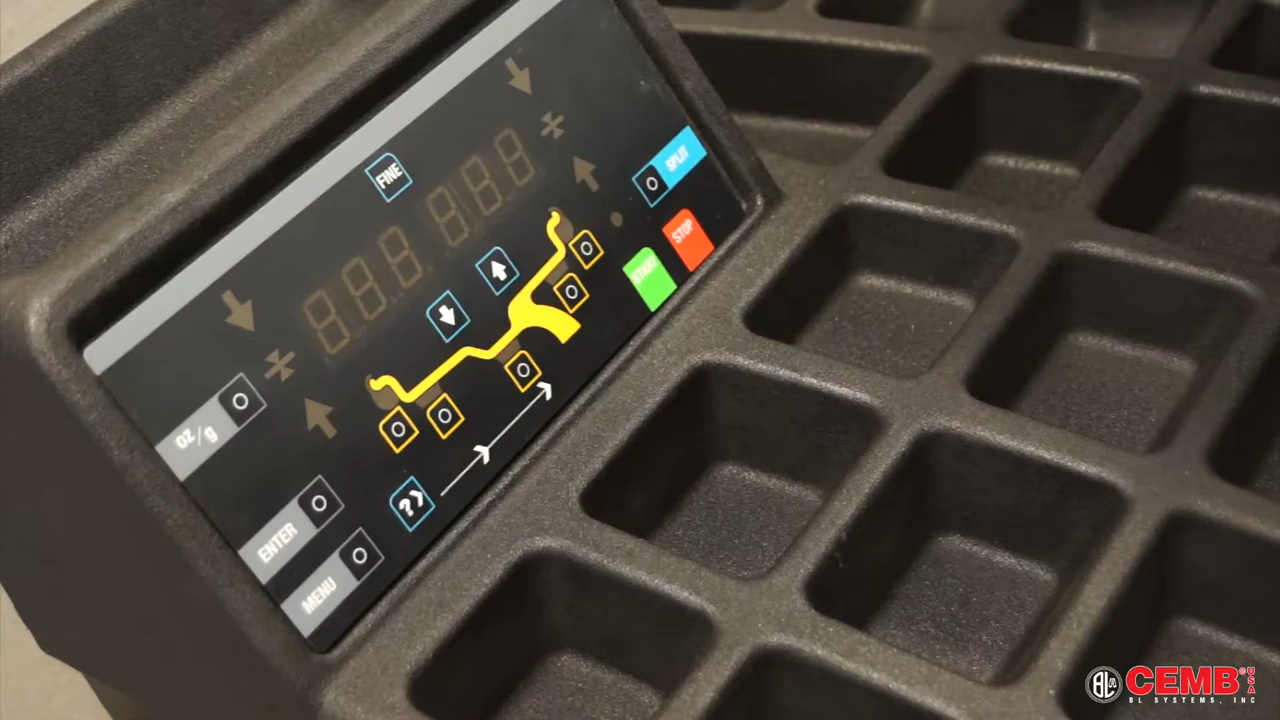 FINE
SPLIT
STOP
START
OZ/g
ENTER
MENU
??
CEMB®USA
BL SYSTEMS, INC